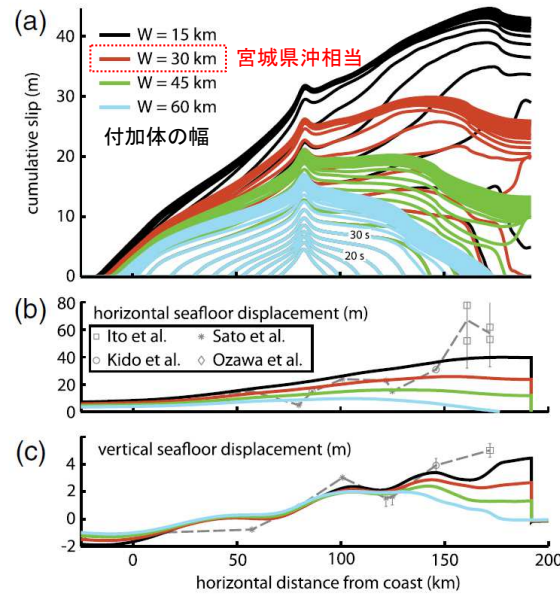 (a)
40
30
20
10
0
cumulative slip (m)
W = 15 km
W = 30 km
宮城県沖相当
W = 45 km
W = 60 km
付加体の幅
30 s
20 s
(b)
80
60
40
20
0
horizontal seafloor displacement (m)
Ito et al.
Sato et al.
Kido et al.
Ozawa et al.
(c)
vertical seafloor displacement (m)
4
2
0
-2
0
50
100
150
200
horizontal distance from coast (km)